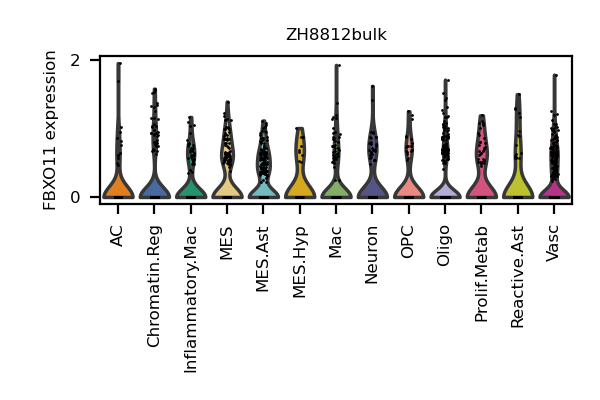 ZH8812bulk
FBXO11 expression
2
0
AC
Chromatin.Reg
Inflammatory.Mac
MES
MES.Ast
MES.Hyp
Mac
Neuron
OPC
Oligo
Prolif.Metab
Reactive.Ast
Vasc